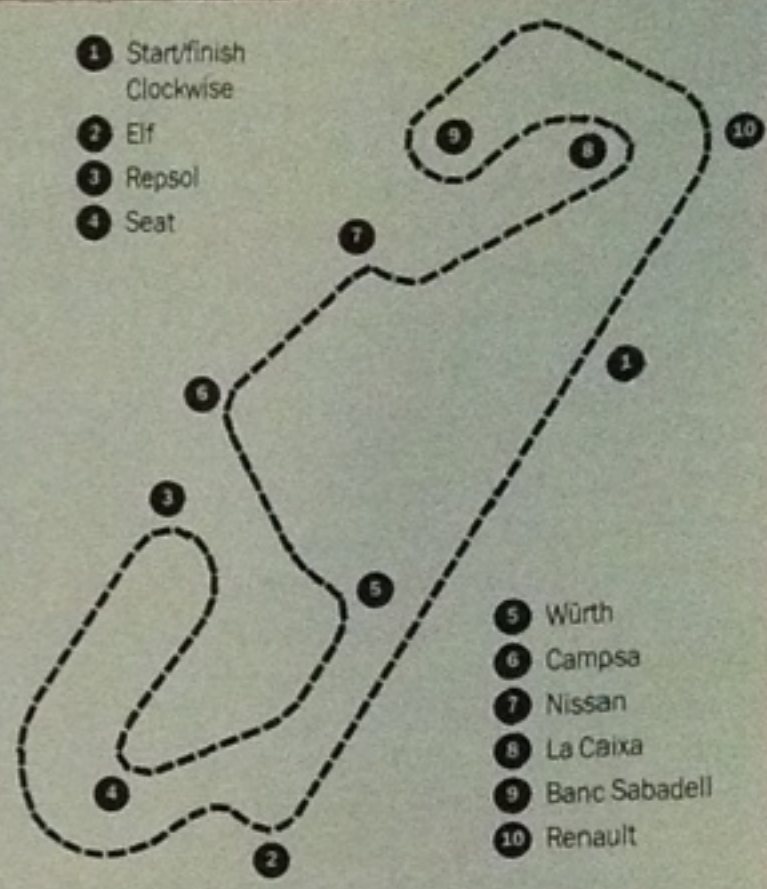 1 Start/finish
Clockwise
2 Elf
3 Repsol
4 Seat
9
8
10
7
1
6
3
5
4
2
5 Würth
6 Campsa
7 Nissan
8 La Caixa
9 Banc Sabadell
10 Renault